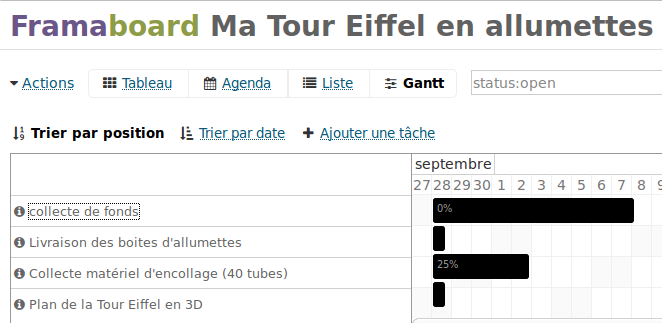 Framaboard Ma Tour Eiffel en allumettes
Actions Tableau Agenda Liste Gantt status:open
Trier par position Trier par date Ajouter une tâche
septembre
27 28 29 30 1 2 3 4 5 6 7 8 9
collecte de fonds 0%
Livraison des boites d'allumettes
Collecte matériel d'encollage (40 tubes) 25%
Plan de la Tour Eiffel en 3D